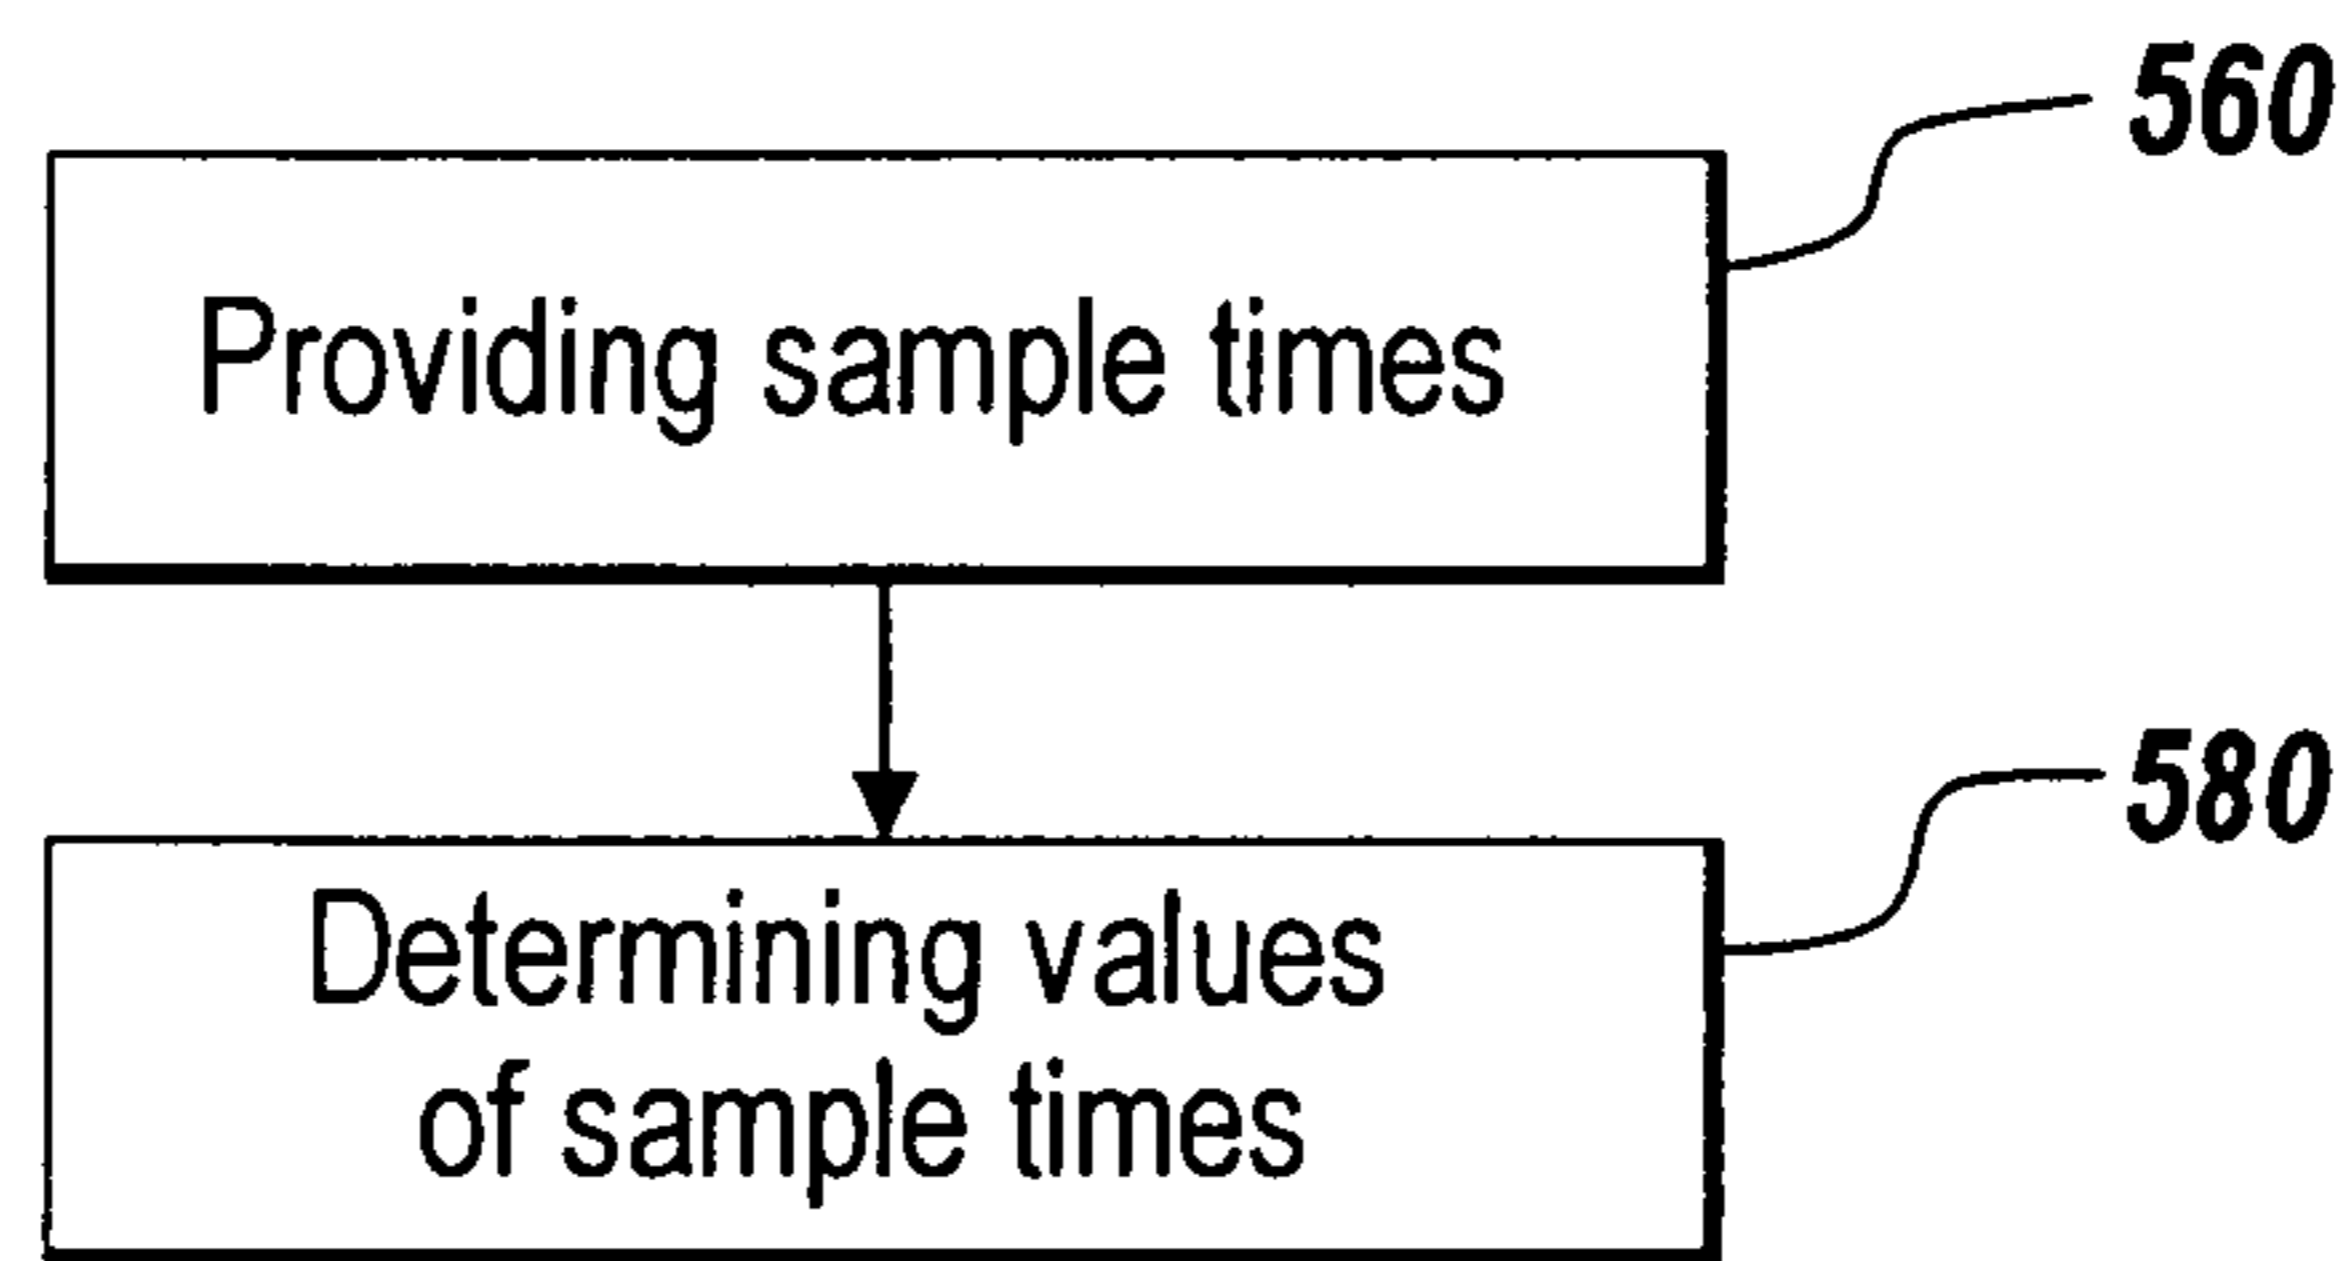 560
Providing sample times
580
Determining values
of sample times